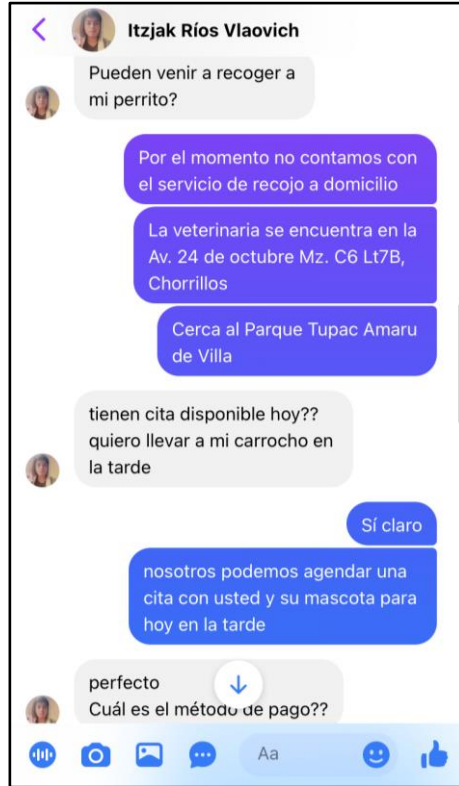 Itzjak Ríos Vlaovich
Pueden venir a recoger a
mi perrito?
Por el momento no contamos con
el servicio de recojo a domicilio
La veterinaria se encuentra en la
Av. 24 de octubre Mz. C6 Lt7B,
Chorrillos
Cerca al Parque Tupac Amaru
de Villa
tienen cita disponible hoy??
quiero llevar a mi carrocho en
la tarde
Sí claro
nosotros podemos agendar una
cita con usted y su mascota para
hoy en la tarde
perfecto
Cuál es el método de pago??
Aa